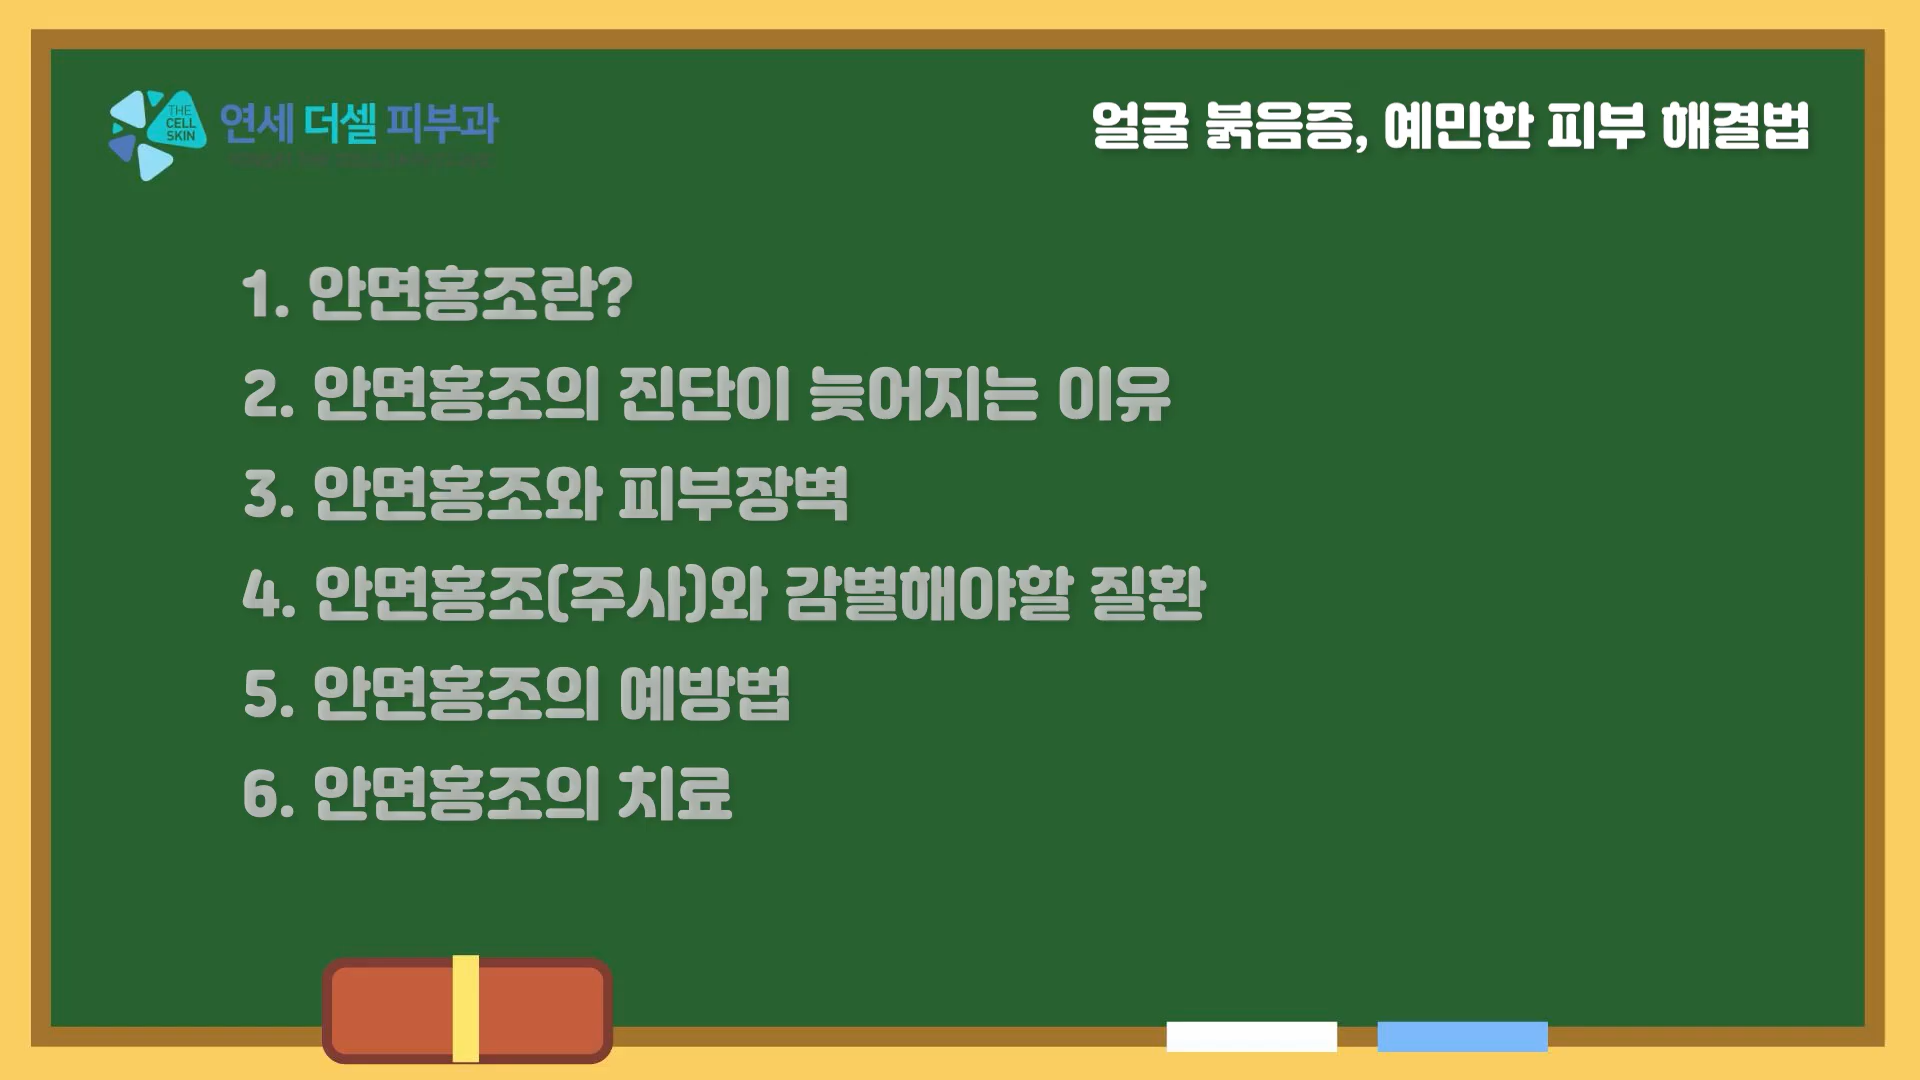 THE
CELL
SKIN
연세 더셀 피부과
얼굴 붉음증, 예민한 피부 해결법
1. 안면홍조란?
2. 안면홍조의 진단이 늦어지는 이유
3. 안면홍조와 피부장벽
4. 안면홍조(주사)와 감별해야할 질환
5. 안면홍조의 예방법
6. 안면홍조의 치료